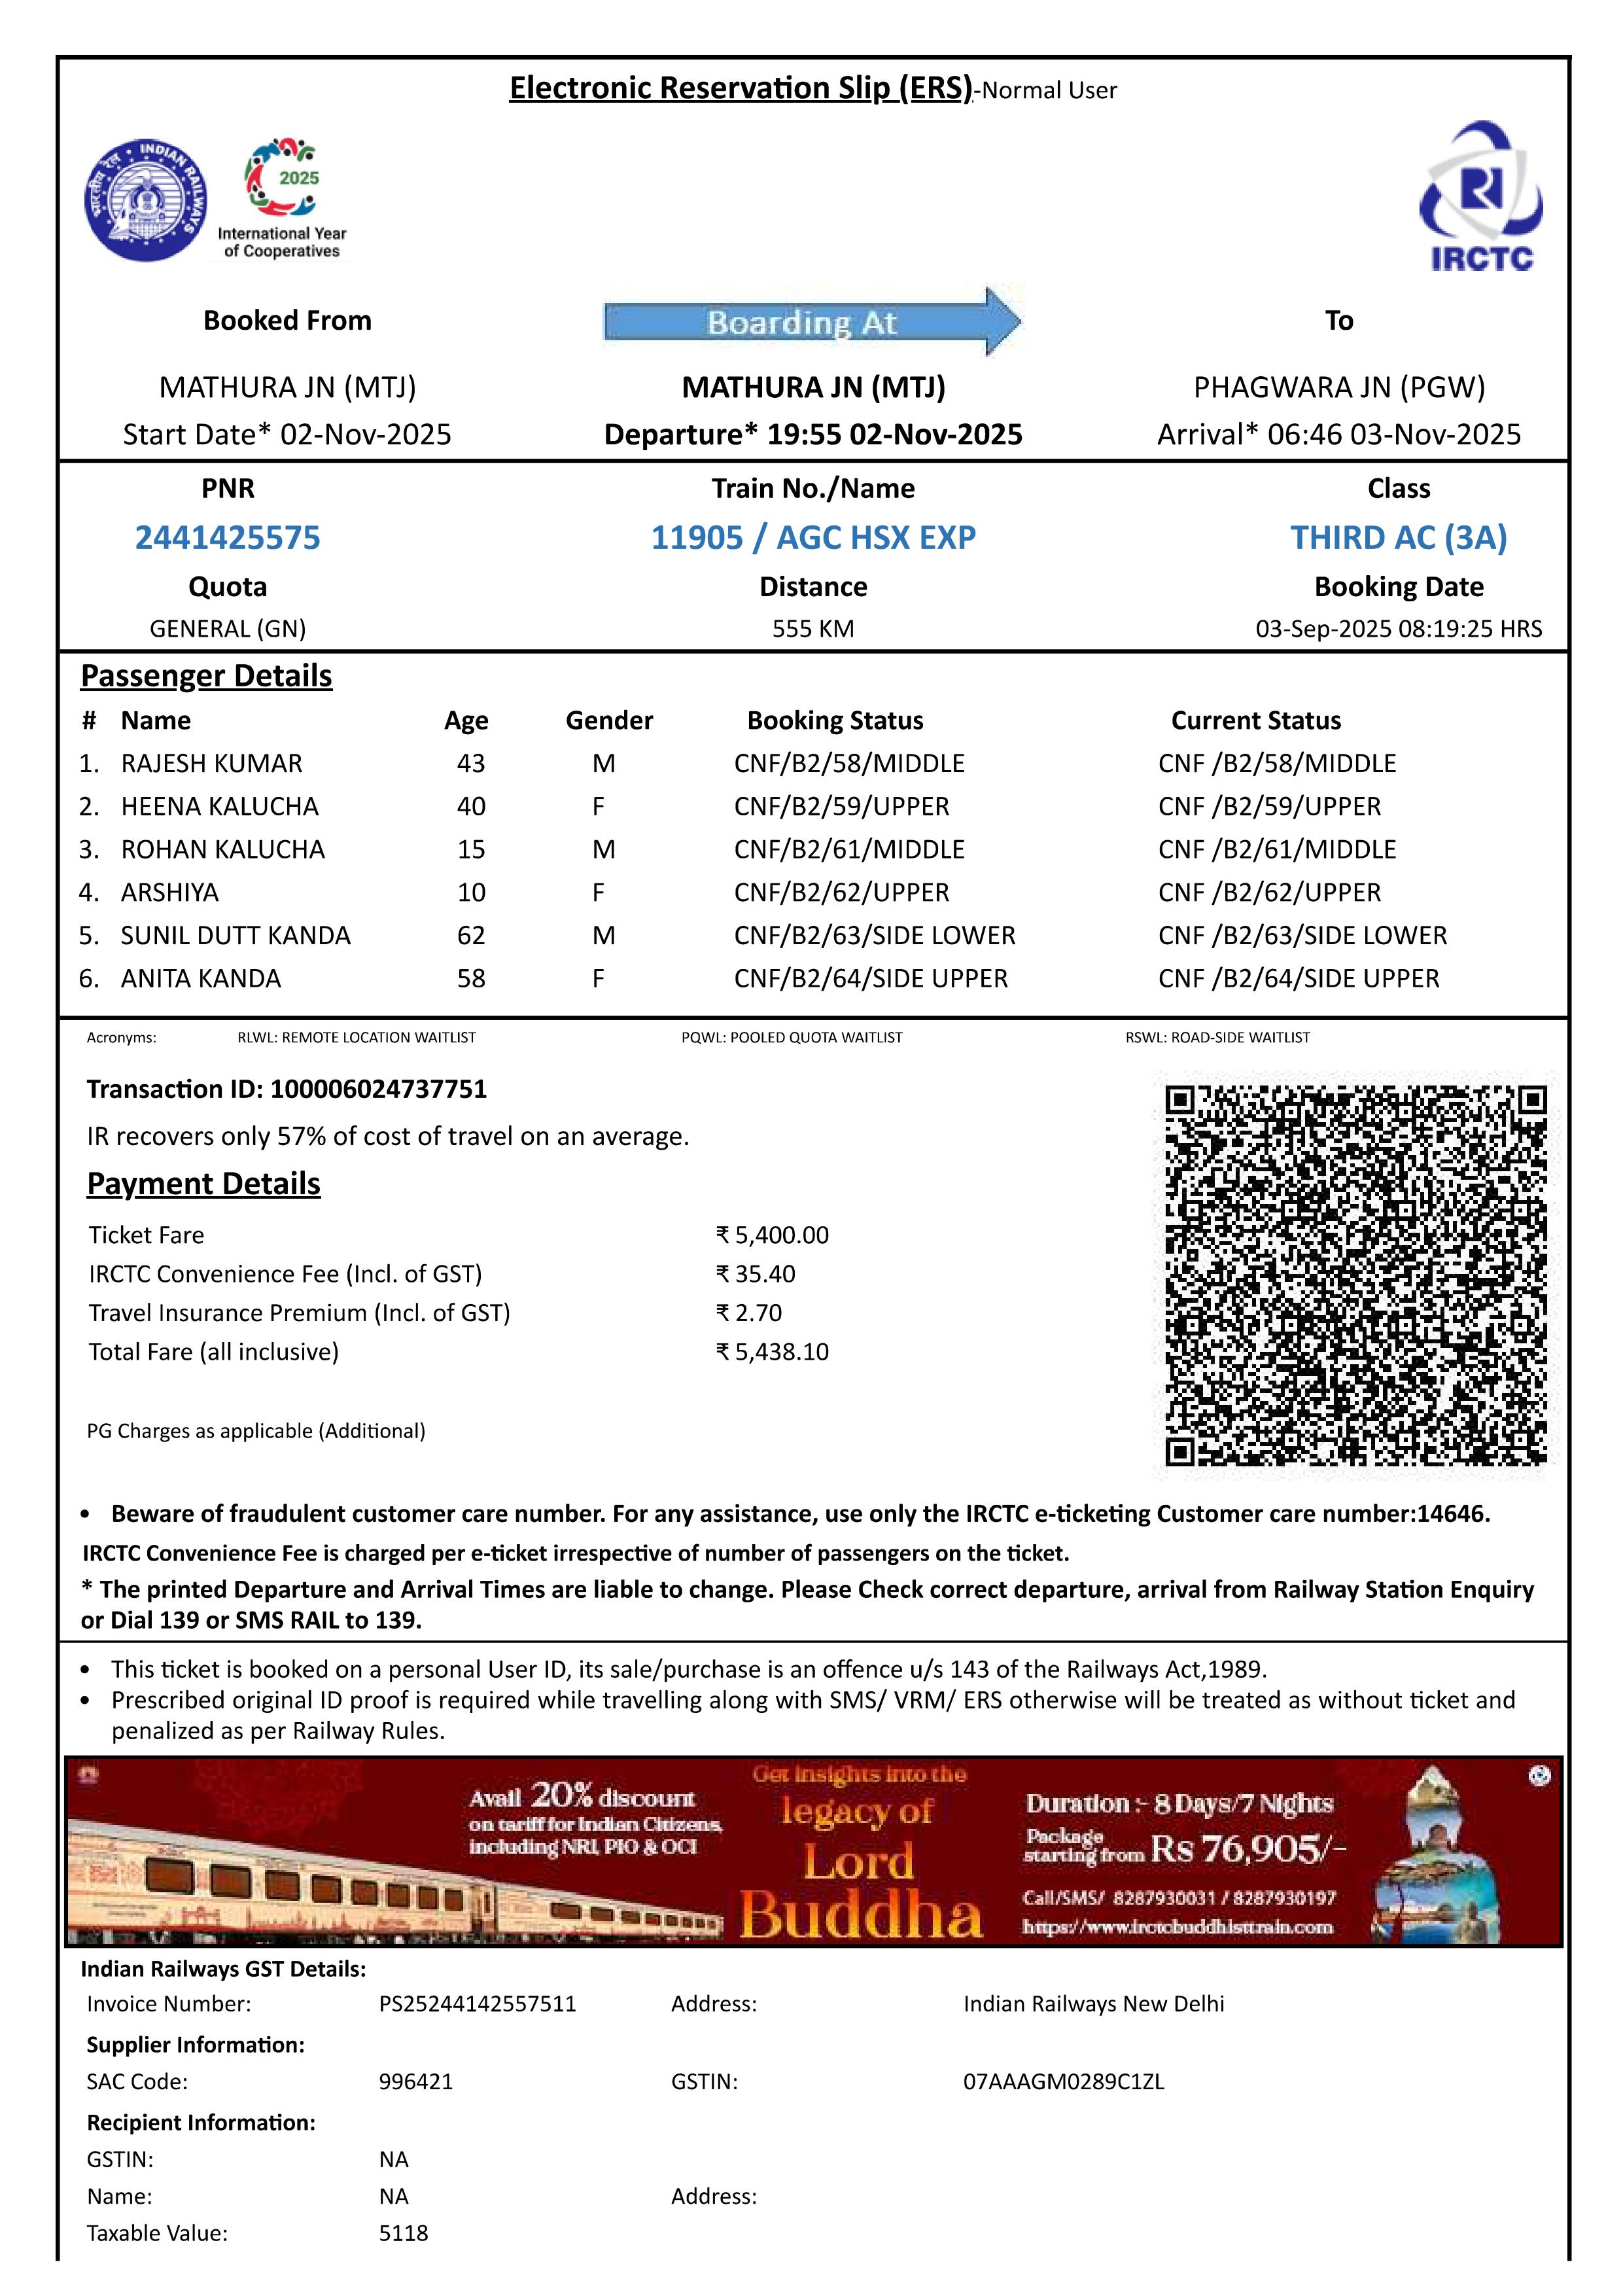 Electronic Reservation Slip (ERS)-Normal User
INDIAN RAILWAYS
भारतीय रेल
2025
International Year
of Cooperatives
IRCTC
Booked From
Boarding At
To
MATHURA JN (MTJ) MATHURA JN (MTJ) PHAGWARA JN (PGW)
Start Date* 02-Nov-2025 Departure* 19:55 02-Nov-2025 Arrival* 06:46 03-Nov-2025
PNR Train No./Name Class
2441425575 11905 / AGC HSX EXP THIRD AC (3A)
Quota Distance Booking Date
GENERAL (GN) 555 KM 03-Sep-2025 08:19:25 HRS
Passenger Details
# Name Age Gender Booking Status Current Status
1. RAJESH KUMAR 43 M CNF/B2/58/MIDDLE CNF /B2/58/MIDDLE
2. HEENA KALUCHA 40 F CNF/B2/59/UPPER CNF /B2/59/UPPER
3. ROHAN KALUCHA 15 M CNF/B2/61/MIDDLE CNF /B2/61/MIDDLE
4. ARSHIYA 10 F CNF/B2/62/UPPER CNF /B2/62/UPPER
5. SUNIL DUTT KANDA 62 M CNF/B2/63/SIDE LOWER CNF /B2/63/SIDE LOWER
6. ANITA KANDA 58 F CNF/B2/64/SIDE UPPER CNF /B2/64/SIDE UPPER
Acronyms: RLWL: REMOTE LOCATION WAITLIST PQWL: POOLED QUOTA WAITLIST RSWL: ROAD-SIDE WAITLIST
Transaction ID: 100006024737751
IR recovers only 57% of cost of travel on an average.
Payment Details
Ticket Fare ₹ 5,400.00
IRCTC Convenience Fee (Incl. of GST) ₹ 35.40
Travel Insurance Premium (Incl. of GST) ₹ 2.70
Total Fare (all inclusive) ₹ 5,438.10
PG Charges as applicable (Additional)
• Beware of fraudulent customer care number. For any assistance, use only the IRCTC e-ticketing Customer care number:14646.
IRCTC Convenience Fee is charged per e-ticket irrespective of number of passengers on the ticket.
* The printed Departure and Arrival Times are liable to change. Please Check correct departure, arrival from Railway Station Enquiry
or Dial 139 or SMS RAIL to 139.
• This ticket is booked on a personal User ID, its sale/purchase is an offence u/s 143 of the Railways Act,1989.
• Prescribed original ID proof is required while travelling along with SMS/ VRM/ ERS otherwise will be treated as without ticket and
penalized as per Railway Rules.
Avail 20% discount
on tariff for Indian Citizens,
including NRI, PIO & OCI
Get insights into the
legacy of
Lord
Buddha
Duration :- 8 Days/7 Nights
Package
starting from Rs 76,905/-
Call/SMS/ 8287930031 / 8287930197
https://www.irctcbuddhisttrain.com
Indian Railways GST Details:
Invoice Number: PS25244142557511 Address: Indian Railways New Delhi
Supplier Information:
SAC Code: 996421 GSTIN: 07AAAGM0289C1ZL
Recipient Information:
GSTIN: NA
Name: NA Address:
Taxable Value: 5118